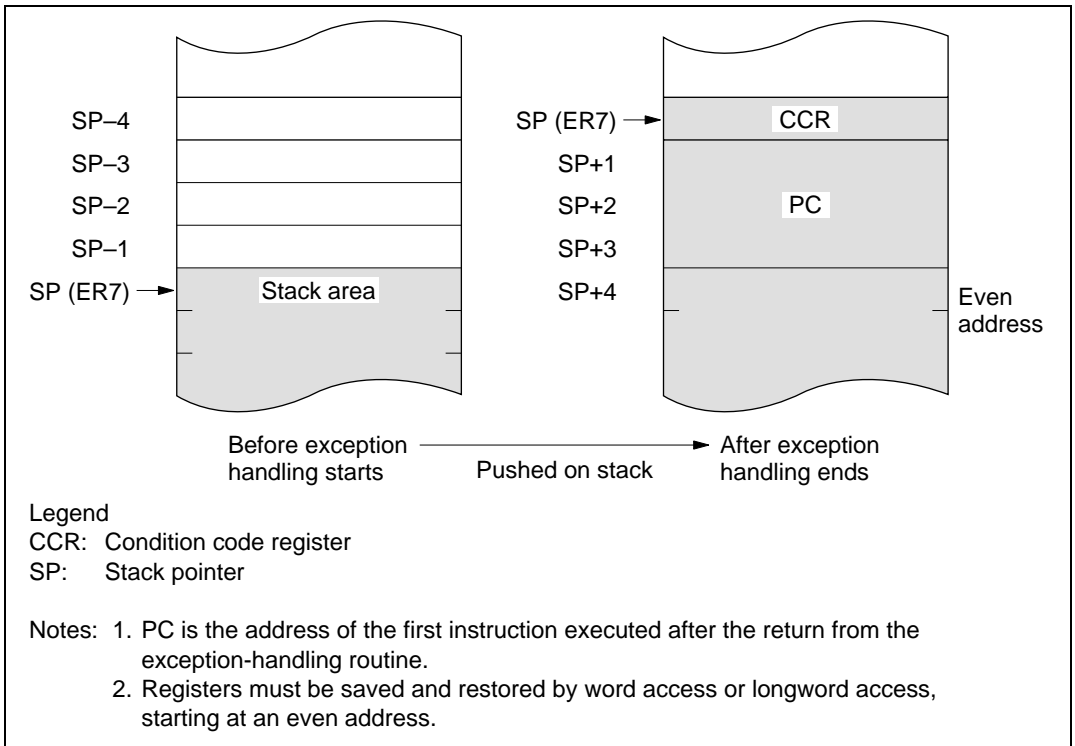 SP–4
SP–3
SP–2
SP–1
SP (ER7)
Stack area
SP (ER7)
SP+1
SP+2
SP+3
SP+4
CCR
PC
Even
address
Before exception
handling starts
Pushed on stack
After exception
handling ends
Legend
CCR: Condition code register
SP: Stack pointer
Notes: 1. PC is the address of the first instruction executed after the return from the
exception-handling routine.
2. Registers must be saved and restored by word access or longword access,
starting at an even address.